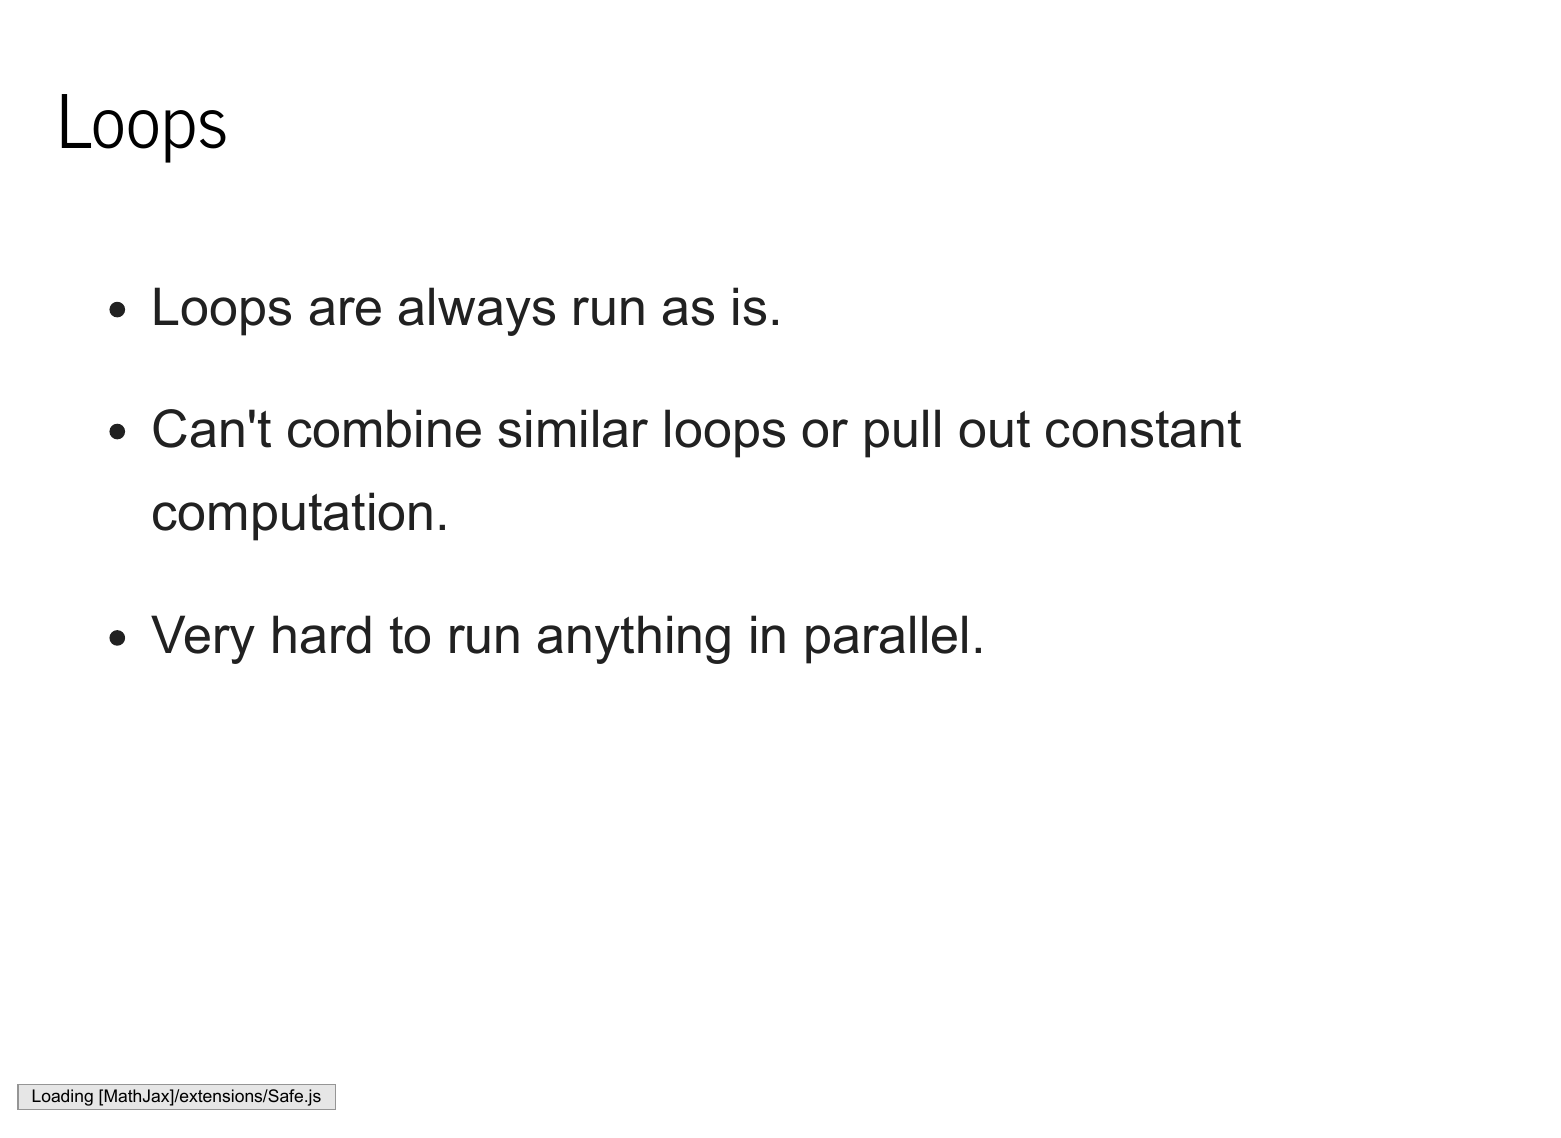 Loops
Loops are always run as is.
Can't combine similar loops or pull out constant
computation.
Very hard to run anything in parallel.
Loading [MathJax]/extensions/Safe.js